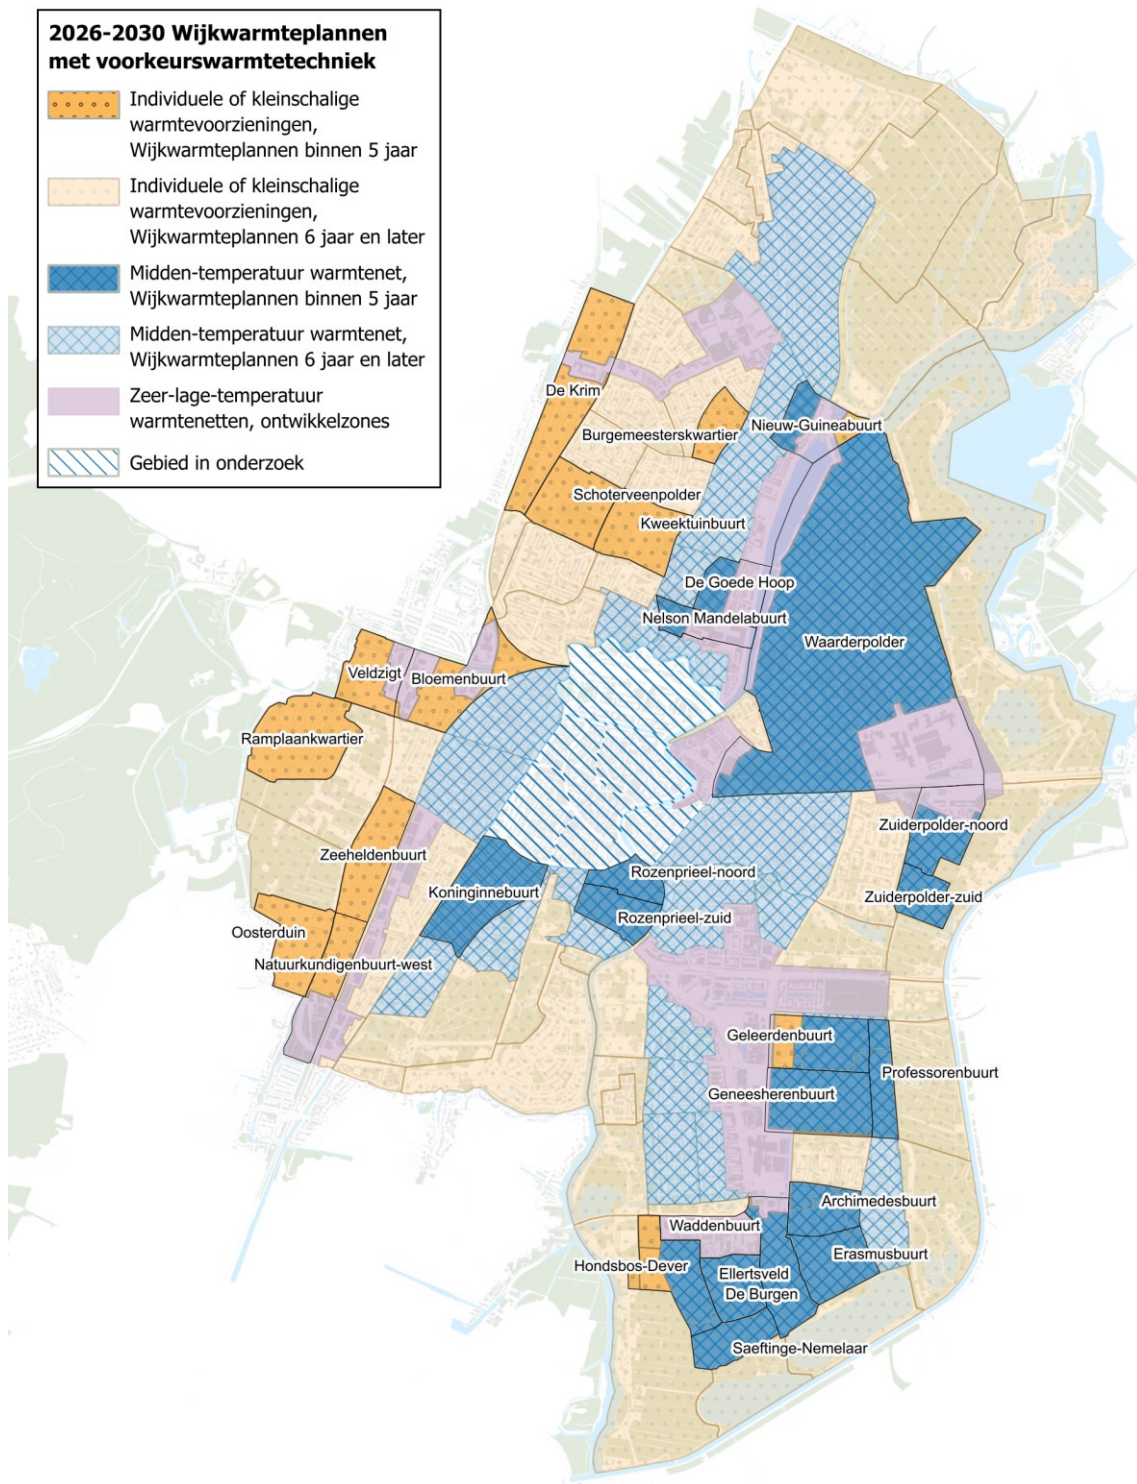 2026-2030 Wijkwarmteplannen
met voorkeurswarmtetechniek
Individuele of kleinschalige
warmtevoorzieningen,
Wijkwarmteplannen binnen 5 jaar
Individuele of kleinschalige
warmtevoorzieningen,
Wijkwarmteplannen 6 jaar en later
Midden-temperatuur warmtenet,
Wijkwarmteplannen binnen 5 jaar
Midden-temperatuur warmtenet,
Wijkwarmteplannen 6 jaar en later
Zeer-lage-temperatuur
warmtenetten, ontwikkelzones
Gebied in onderzoek
De Krim
Burgemeesterskwartier
Nieuw-Guineabuurt
Schoterveenpolder
Kweektuinbuurt
De Goede Hoop
Nelson Mandelabuurt
Waarderpolder
Veldzigt
Bloemenbuurt
Ramplaankwartier
Zuiderpolder-noord
Zeeheldenbuurt
Rozenprieel-noord
Koninginnebuurt
Zuiderpolder-zuid
Rozenprieel-zuid
Oosterduin
Natuurkundigenbuurt-west
Geleerdenbuurt
Professorenbuurt
Geneesherenbuurt
Archimedesbuurt
Waddenbuurt
Erasmusbuurt
Hondsbos-Dever
Ellertsveld
De Burgen
Saeftinge-Nemelaar